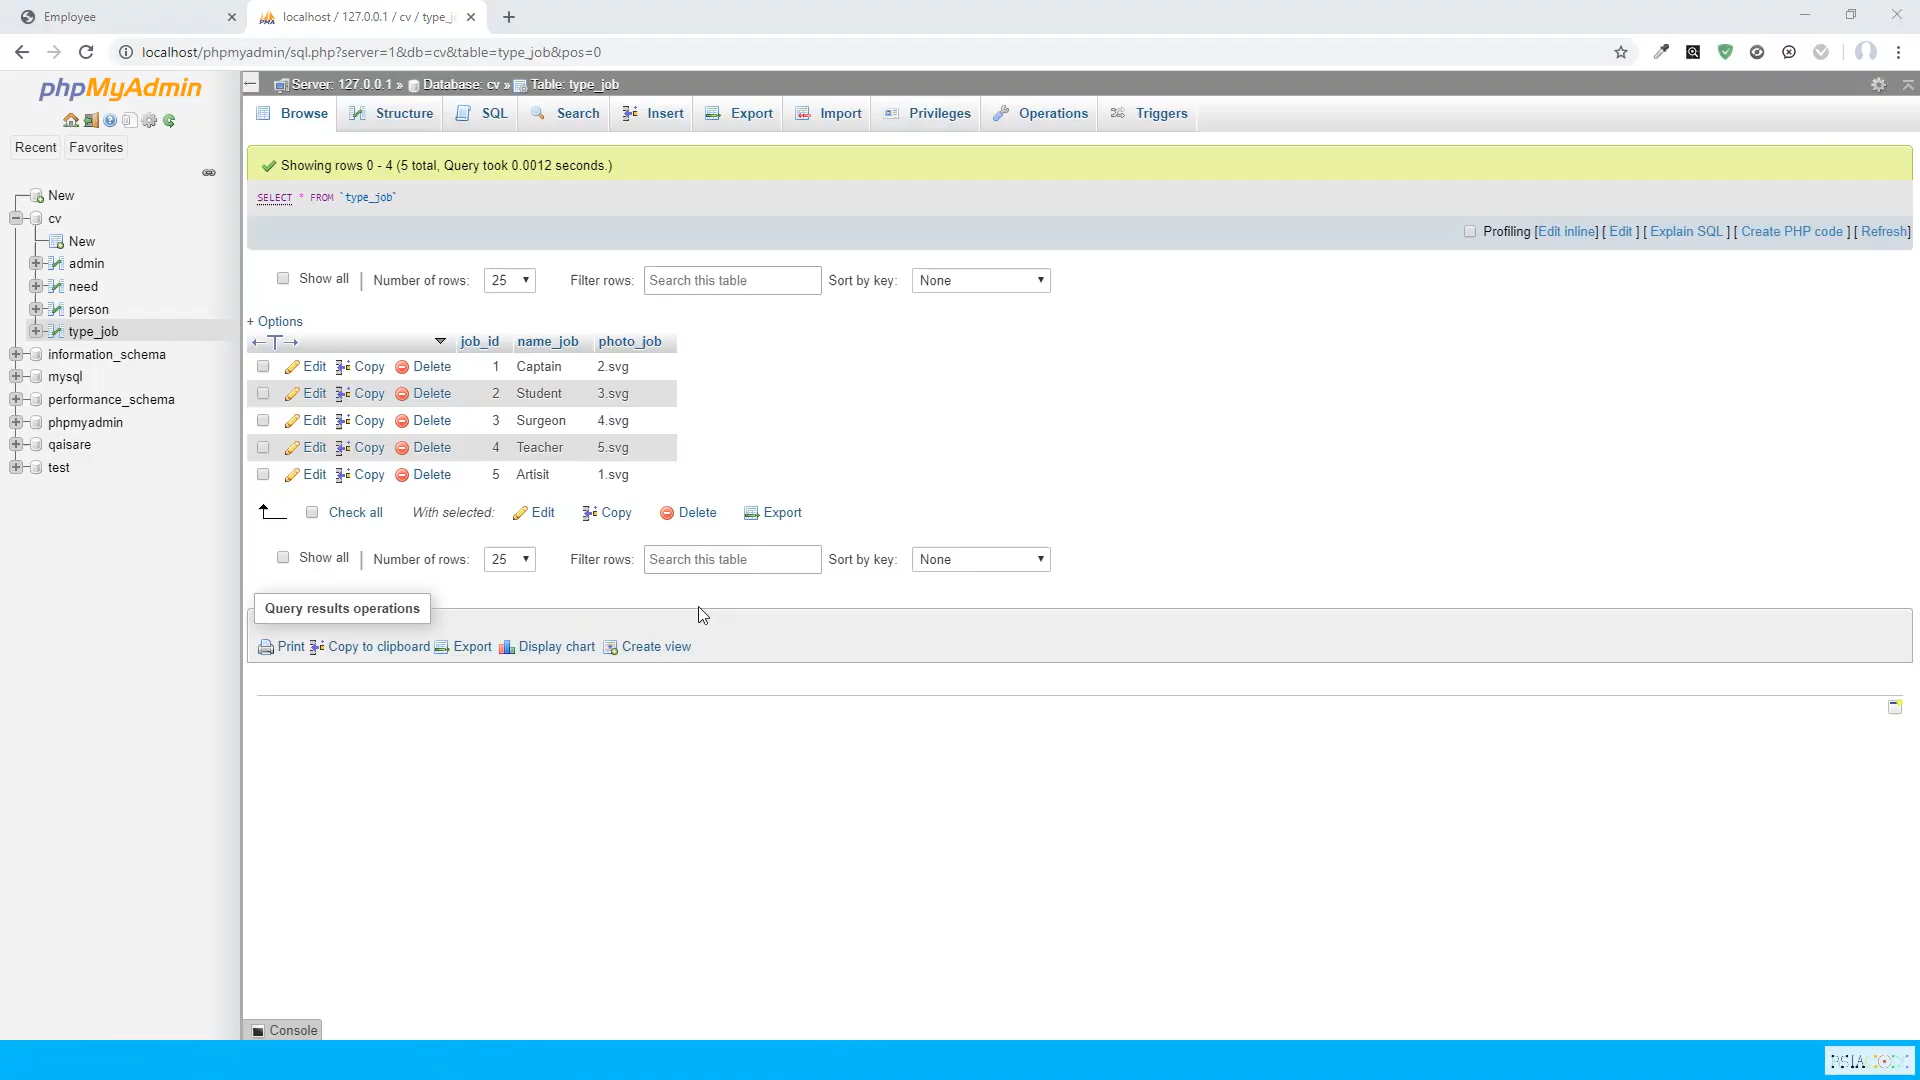 Employee
localhost / 127.0.0.1 / cv / type_jo
localhost/phpmyadmin/sql.php?server=1&db=cv&table=type_job&pos=0
phpMyAdmin
Recent Favorites
New
cv
New
admin
need
person
type_job
information_schema
mysql
performance_schema
phpmyadmin
qaisare
test
Server: 127.0.0.1 » Database: cv » Table: type_job
Browse Structure SQL Search Insert Export Import Privileges Operations Triggers
Showing rows 0 - 4 (5 total, Query took 0.0012 seconds.)
SELECT * FROM `type_job`
Profiling [Edit inline] [ Edit ] [ Explain SQL ] [ Create PHP code ] [ Refresh]
Show all Number of rows: 25 Filter rows: Search this table Sort by key: None
+ Options
job_id name_job photo_job
Edit Copy Delete 1 Captain 2.svg
Edit Copy Delete 2 Student 3.svg
Edit Copy Delete 3 Surgeon 4.svg
Edit Copy Delete 4 Teacher 5.svg
Edit Copy Delete 5 Artisit 1.svg
Check all With selected: Edit Copy Delete Export
Show all Number of rows: 25 Filter rows: Search this table Sort by key: None
Query results operations
Print Copy to clipboard Export Display chart Create view
Console